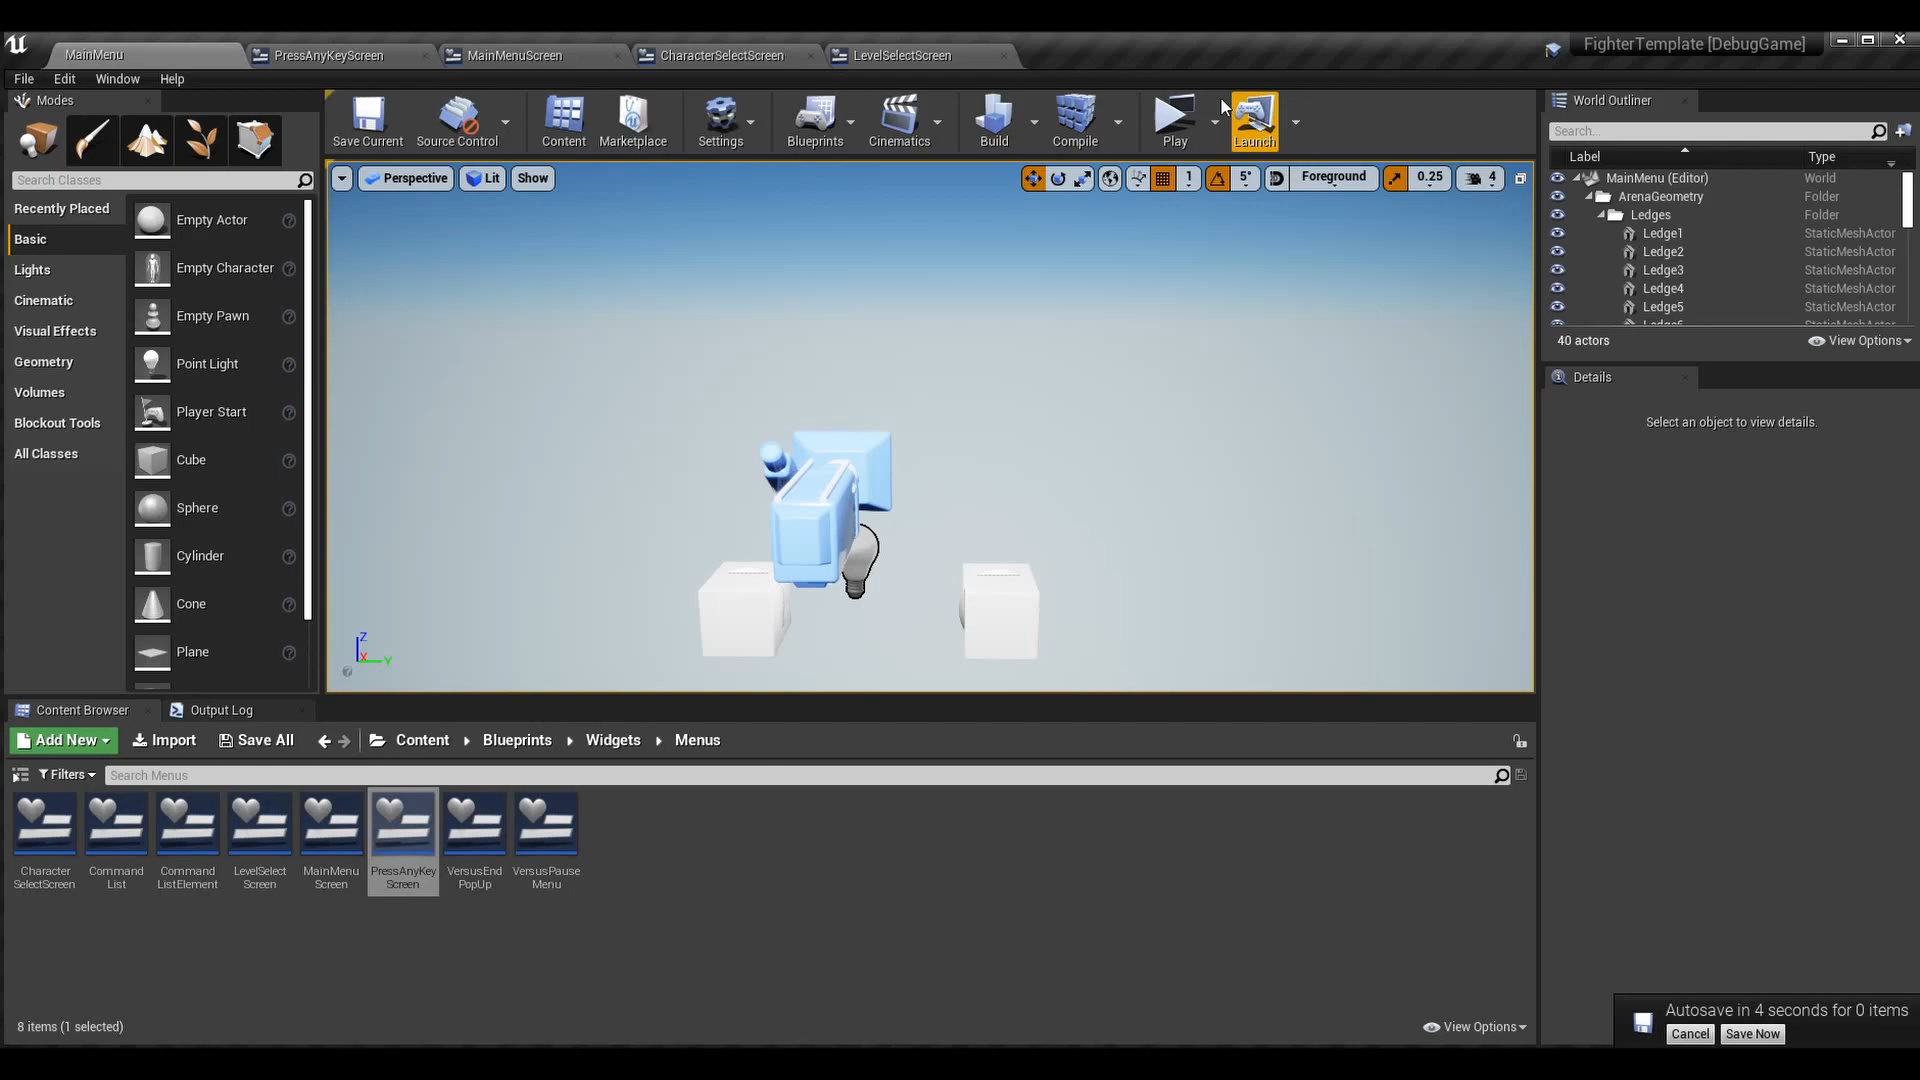 MainMenu
PressAnyKeyScreen
MainMenuScreen
CharacterSelectScreen
LevelSelectScreen
FighterTemplate [DebugGame]
File Edit Window Help
Modes
Save Current
Source Control
Content
Marketplace
Settings
Blueprints
Cinematics
Build
Compile
Play
Launch
Search Classes
Recently Placed
Basic
Lights
Cinematic
Visual Effects
Geometry
Volumes
Blockout Tools
All Classes
Empty Actor
Empty Character
Empty Pawn
Point Light
Player Start
Cube
Sphere
Cylinder
Cone
Plane
Perspective
Lit
Show
1
5°
Foreground
0.25
4
Z
X
Y
World Outliner
Search...
Label Type
MainMenu (Editor) World
ArenaGeometry Folder
Ledges Folder
Ledge1 StaticMeshActor
Ledge2 StaticMeshActor
Ledge3 StaticMeshActor
Ledge4 StaticMeshActor
Ledge5 StaticMeshActor
Ledge6 StaticMeshActor
40 actors
View Options
Details
Select an object to view details.
Content Browser
Output Log
Add New
Import
Save All
Content
Blueprints
Widgets
Menus
Filters
Search Menus
Character
SelectScreen
Command
List
Command
ListElement
LevelSelect
Screen
MainMenu
Screen
PressAnyKey
Screen
VersusEnd
PopUp
VersusPause
Menu
8 items (1 selected)
View Options
Autosave in 4 seconds for 0 items
Cancel
Save Now